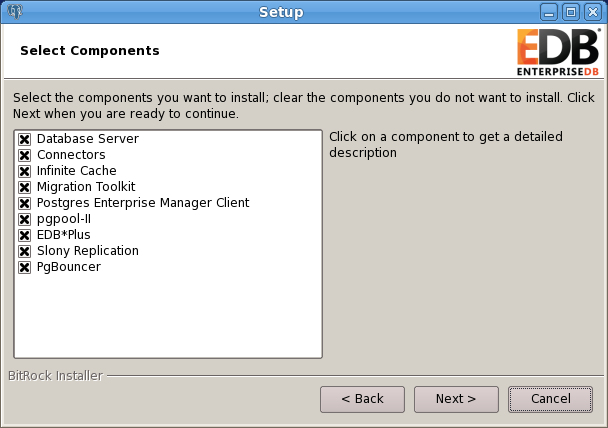 Setup
Select Components
EDB
ENTERPRISEDB
Select the components you want to install; clear the components you do not want to install. Click
Next when you are ready to continue.
Database Server
Connectors
Infinite Cache
Migration Toolkit
Postgres Enterprise Manager Client
pgpool-II
EDB*Plus
Slony Replication
PgBouncer
Click on a component to get a detailed
description
BitRock Installer
< Back
Next >
Cancel